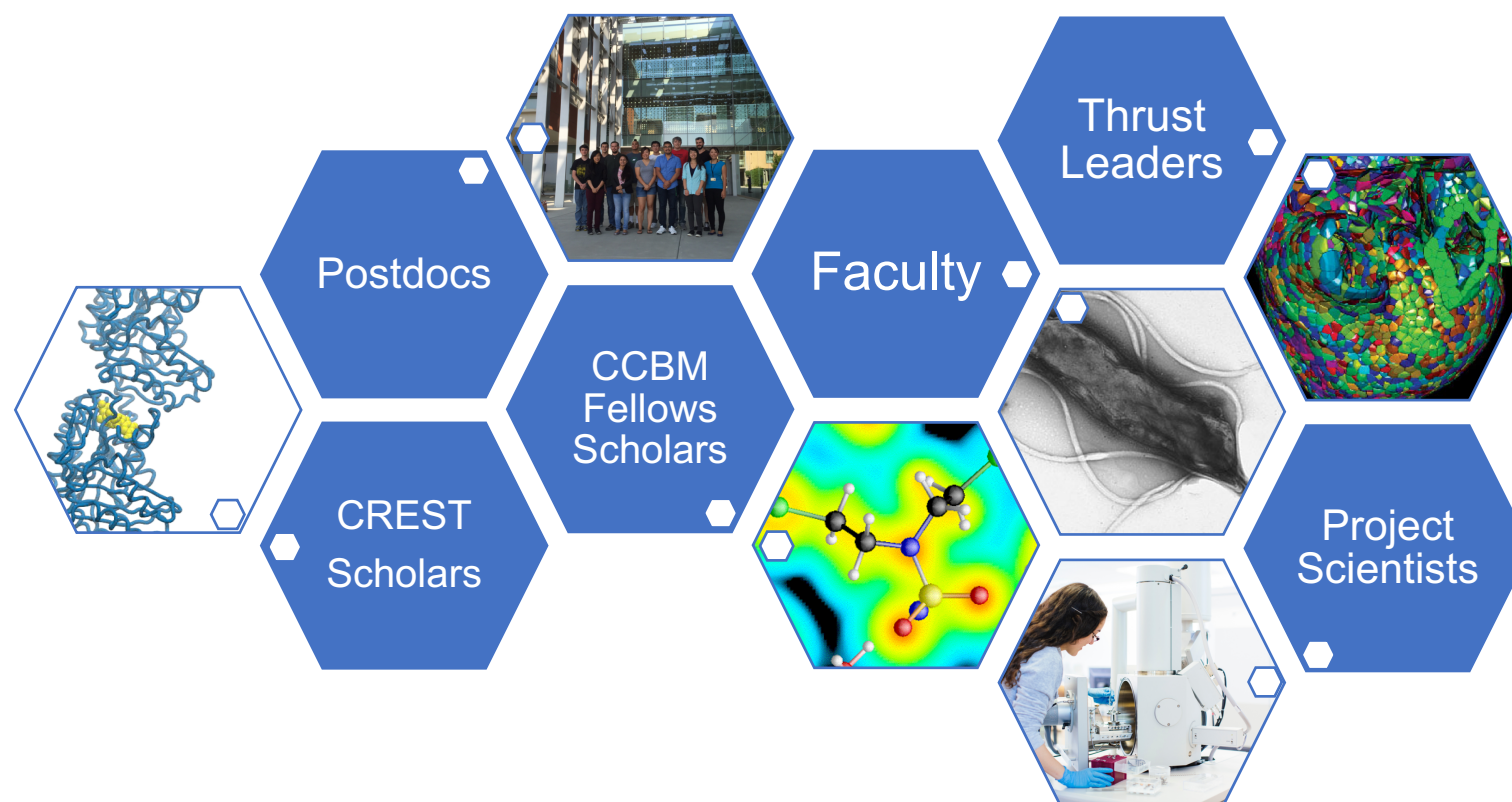 Postdocs
CREST
Scholars
CCBM
Fellows
Scholars
Faculty
Thrust
Leaders
Project
Scientists